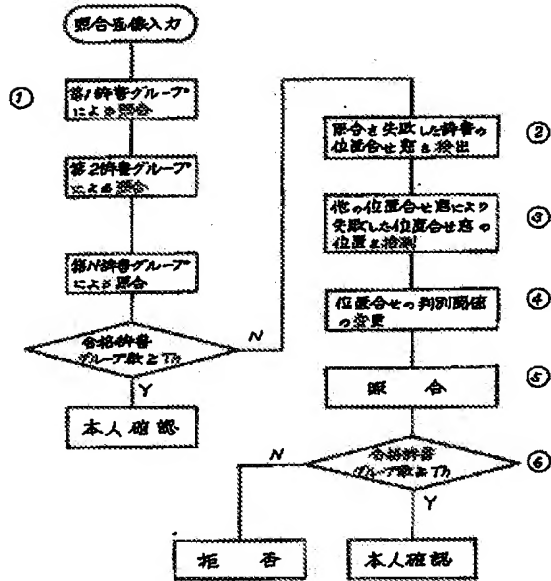 照合画像入力
①
第1辞書グループ
による照合
第2辞書グループ
による照合
第N辞書グループ
による照合
合格辞書
グループ数≧Th
N
Y
本人確認
照合を失敗した辞書の
位置合せ窓を検出
②
他の位置合せ窓により
失敗した位置合せ窓の
位置を推測
③
位置合せの判別閾値
の変更
④
照合
⑤
合格辞書
グループ数≧Th
⑥
N
Y
拒否
本人確認